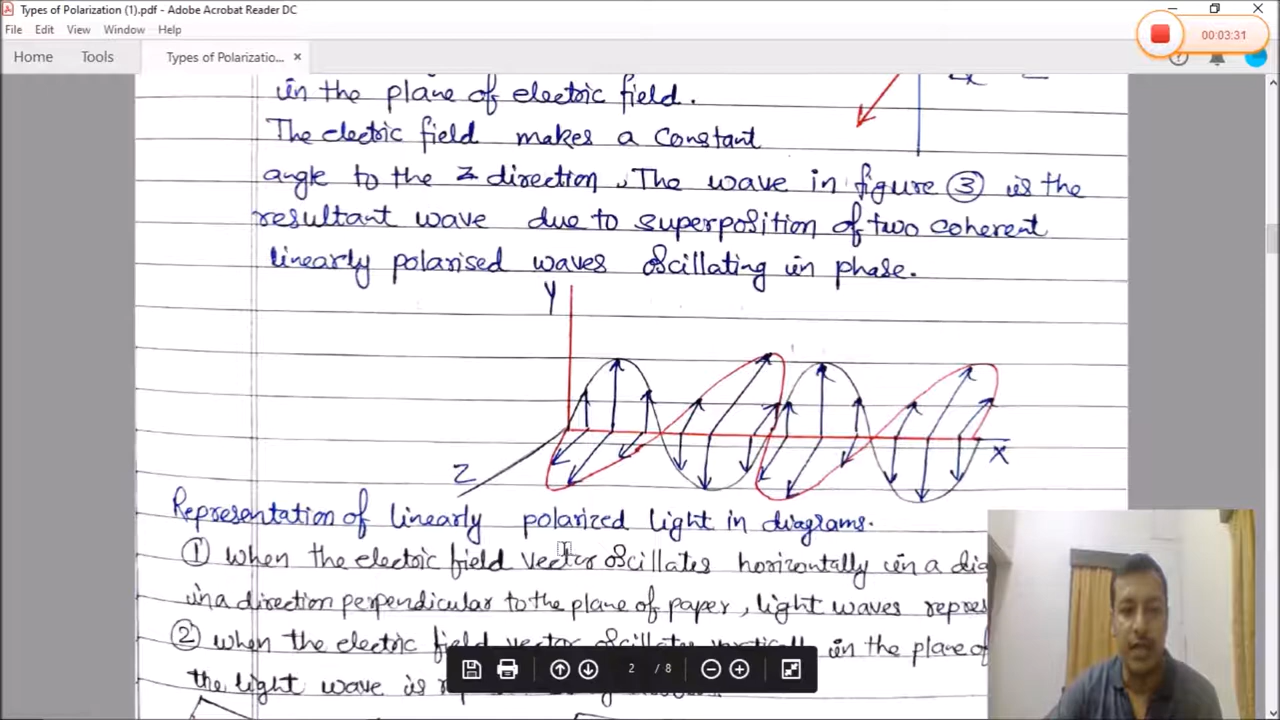 Types of Polarization (1).pdf - Adobe Acrobat Reader DC
File Edit View Window Help
00:03:31
Home Tools Types of Polarizatio... ×
in the plane of electric field.
The electric field makes a constant
angle to the z direction. The wave in figure ③ is the
resultant wave due to superposition of two coherent
linearly polarised waves oscillating in phase.
Y
Z
X
Representation of linearly polarized light in diagrams.
① when the electric field vector oscillates horizontally in a dia
in a direction perpendicular to the plane of paper, light waves repres
② when the electric field vector oscillates vertically in the plane of
the light wave is
2 / 8